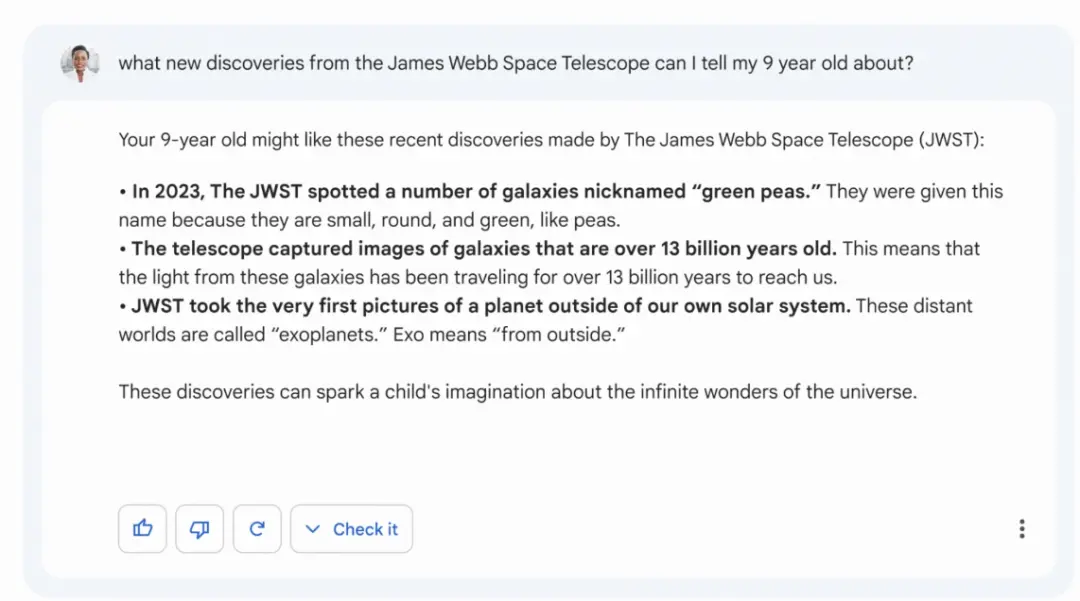 what new discoveries from the James Webb Space Telescope can I tell my 9 year old about?
Your 9-year old might like these recent discoveries made by The James Webb Space Telescope (JWST):
• In 2023, The JWST spotted a number of galaxies nicknamed “green peas.” They were given this
name because they are small, round, and green, like peas.
• The telescope captured images of galaxies that are over 13 billion years old. This means that
the light from these galaxies has been traveling for over 13 billion years to reach us.
• JWST took the very first pictures of a planet outside of our own solar system. These distant
worlds are called “exoplanets.” Exo means “from outside.”
These discoveries can spark a child's imagination about the infinite wonders of the universe.
Check it